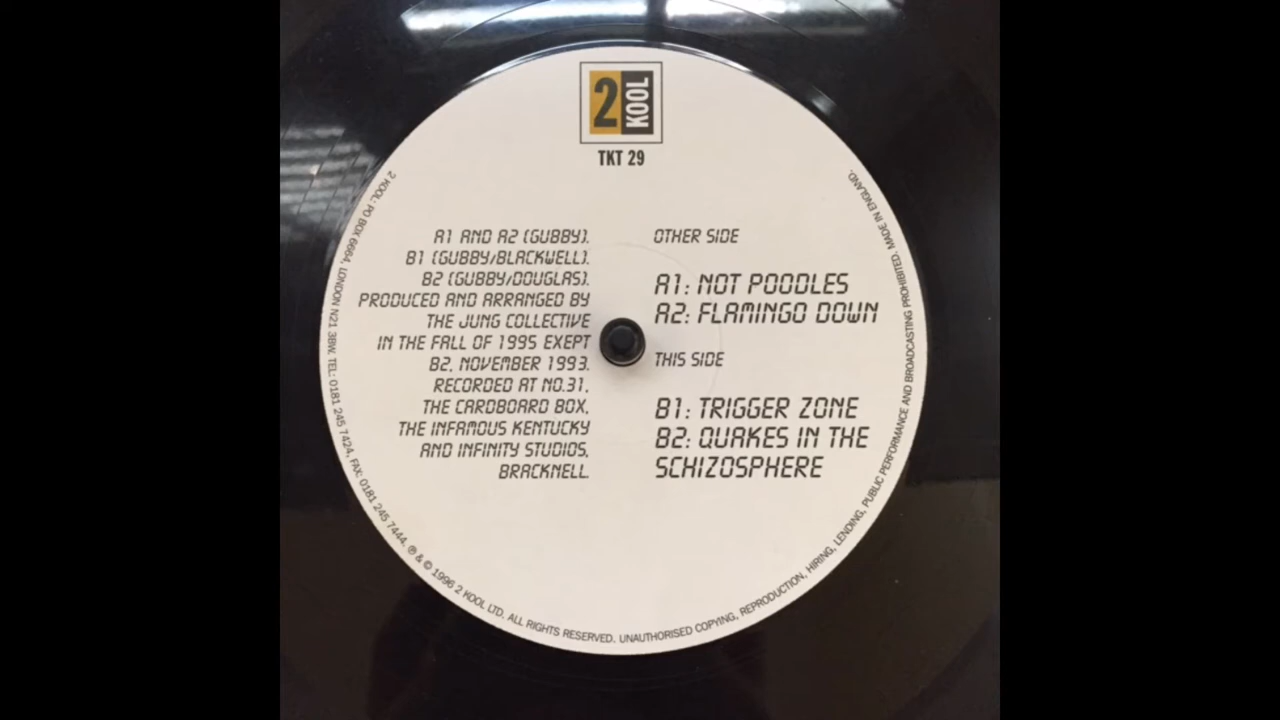 2
KOOL
TKT 29
A1 AND A2 (GUBBY).
B1 (GUBBY/BLACKWELL).
B2 (GUBBY/DOUGLAS).
PRODUCED AND ARRANGED BY
THE JUNG COLLECTIVE
IN THE FALL OF 1995 EXEPT
B2, NOVEMBER 1993.
RECORDED AT NO.31,
THE CARDBOARD BOX,
THE INFAMOUS KENTUCKY
AND INFINITY STUDIOS,
BRACKNELL.
OTHER SIDE
A1: NOT POODLES
A2: FLAMINGO DOWN
THIS SIDE
B1: TRIGGER ZONE
B2: QUAKES IN THE
SCHIZOSPHERE
2 KOOL: PO BOX 6664, LONDON N21 3BW. TEL: 0181 245 7424, FAX: 0181 245 7444. ℗ & © 1996 2 KOOL LTD. ALL RIGHTS RESERVED. UNAUTHORISED COPYING, REPRODUCTION, HIRING, LENDING, PUBLIC PERFORMANCE AND BROADCASTING PROHIBITED. MADE IN ENGLAND.